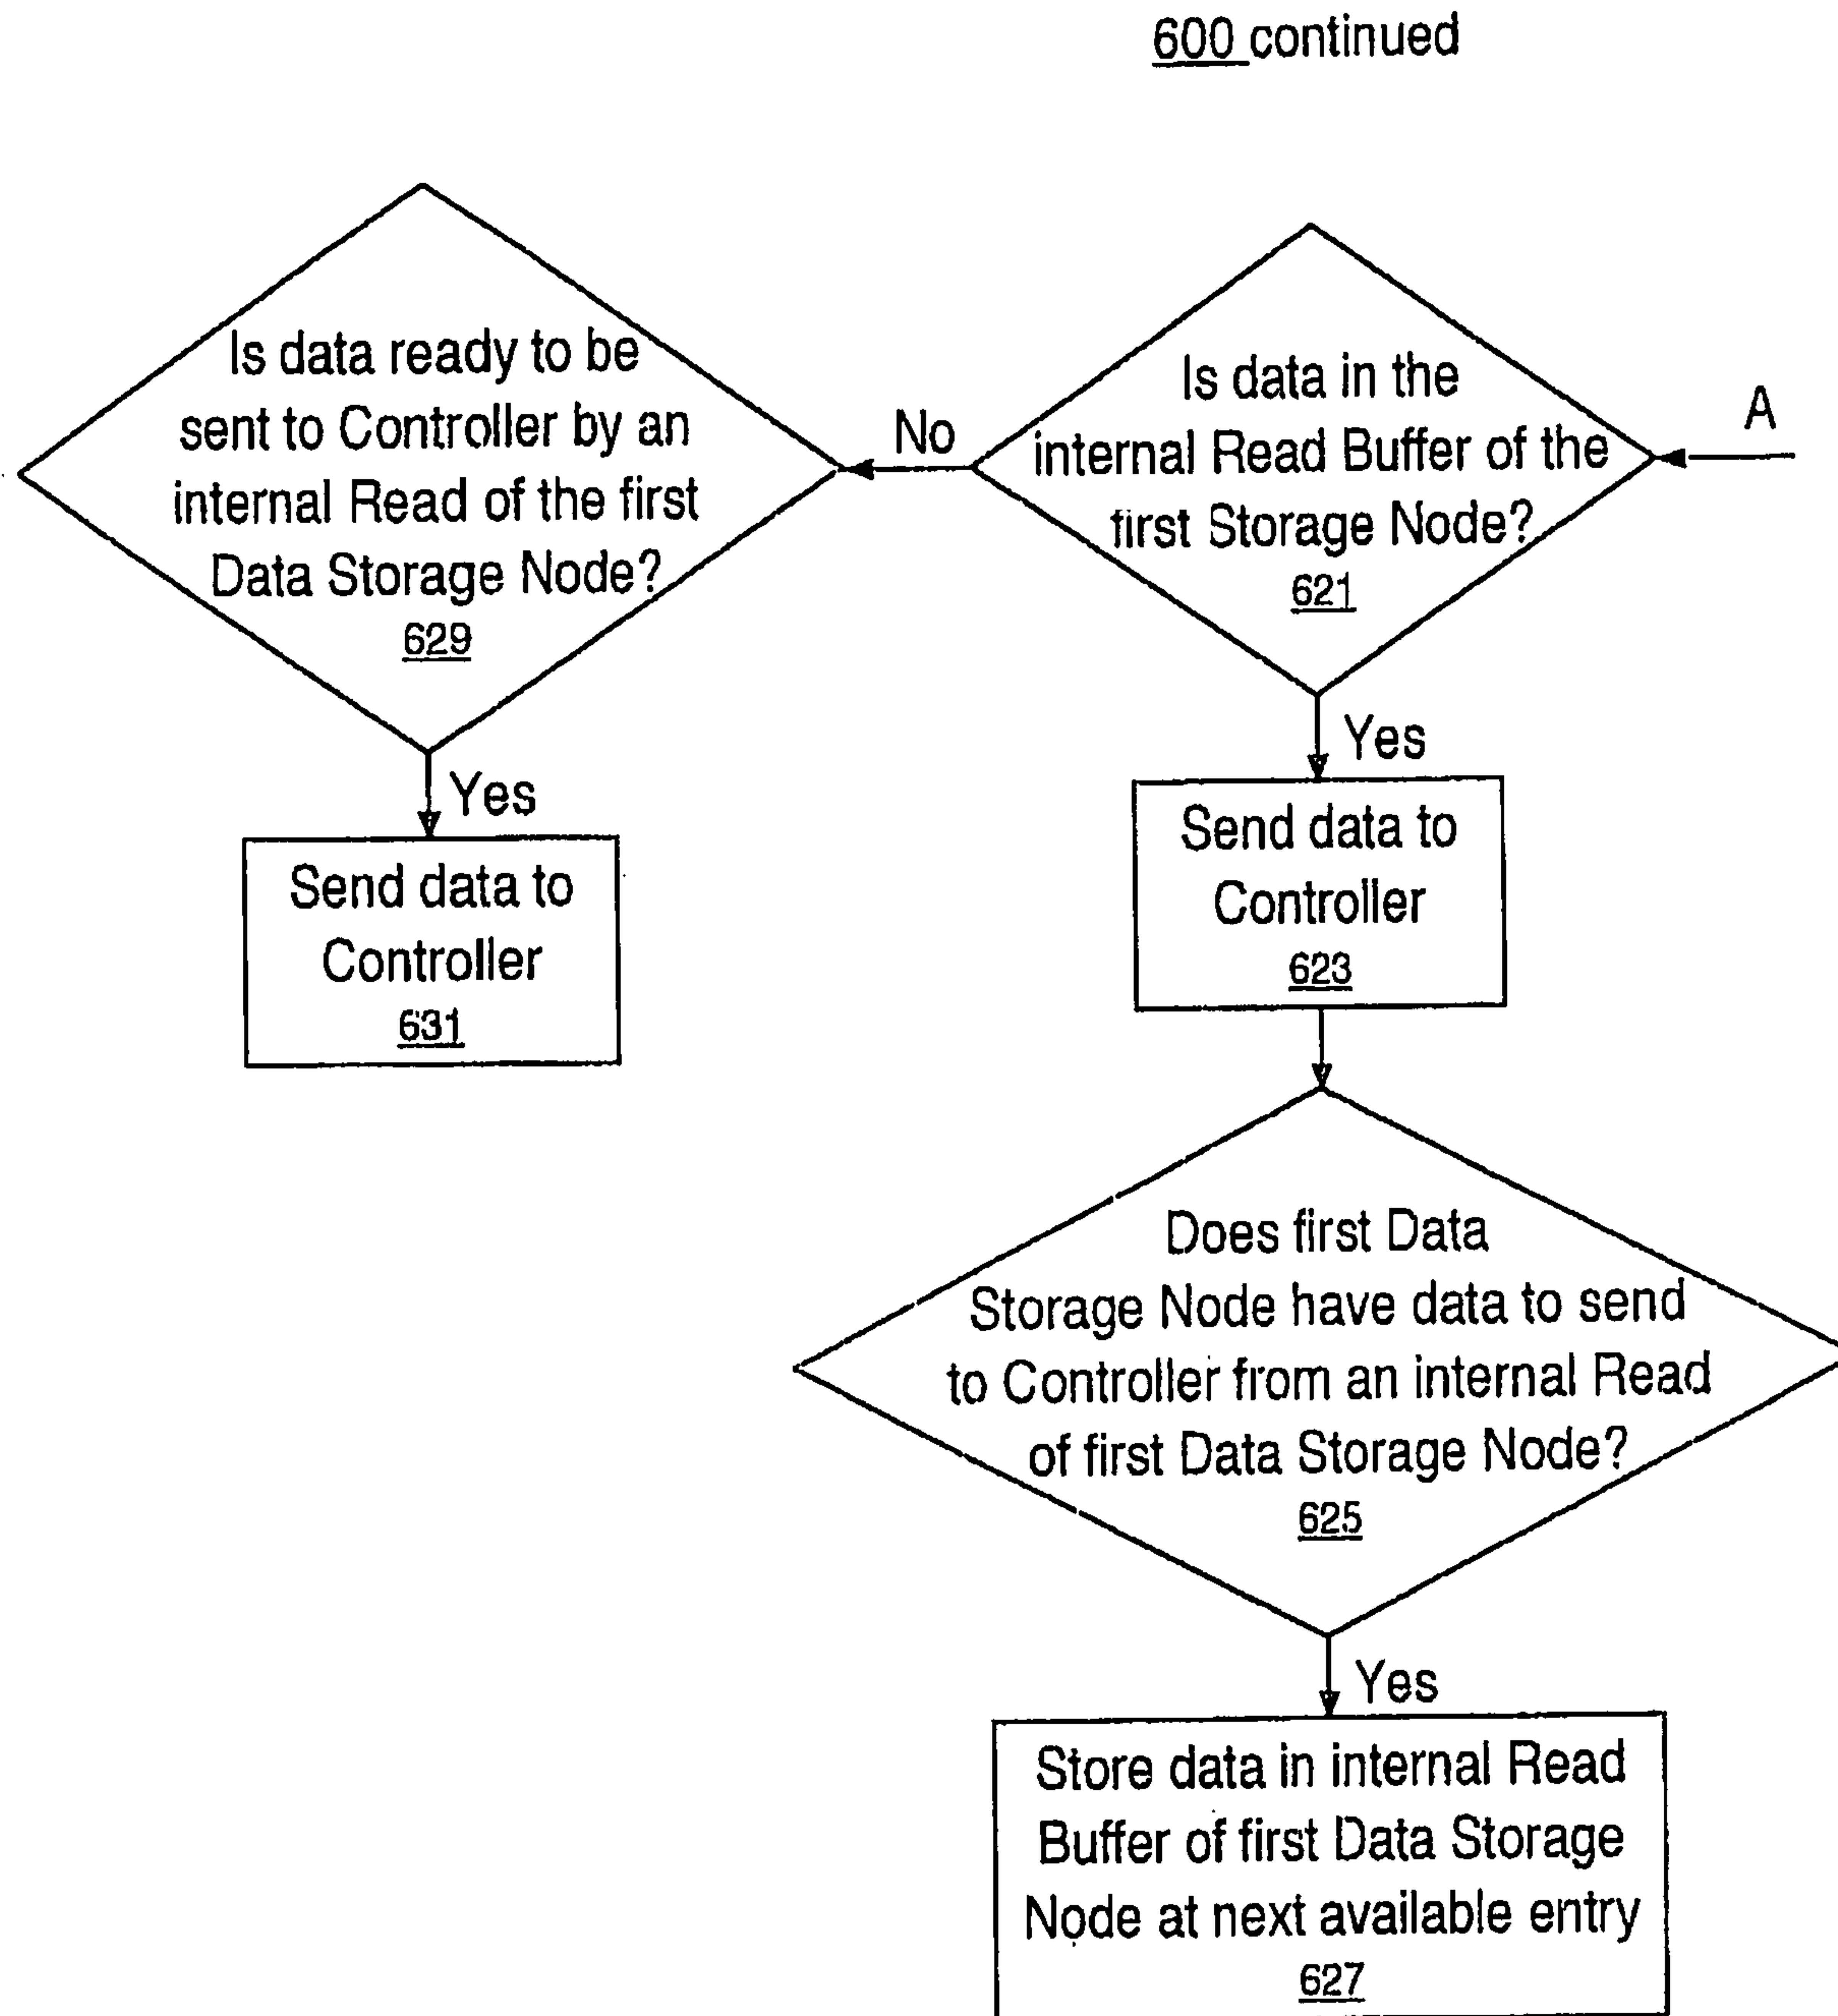 600 continued
Is data ready to be
sent to Controller by an
internal Read of the first
Data Storage Node?
629
No
Is data in the
internal Read Buffer of the
first Storage Node?
621
A
Yes
Send data to
Controller
631
Yes
Send data to
Controller
623
Does first Data
Storage Node have data to send
to Controller from an internal Read
of first Data Storage Node?
625
Yes
Store data in internal Read
Buffer of first Data Storage
Node at next available entry
627